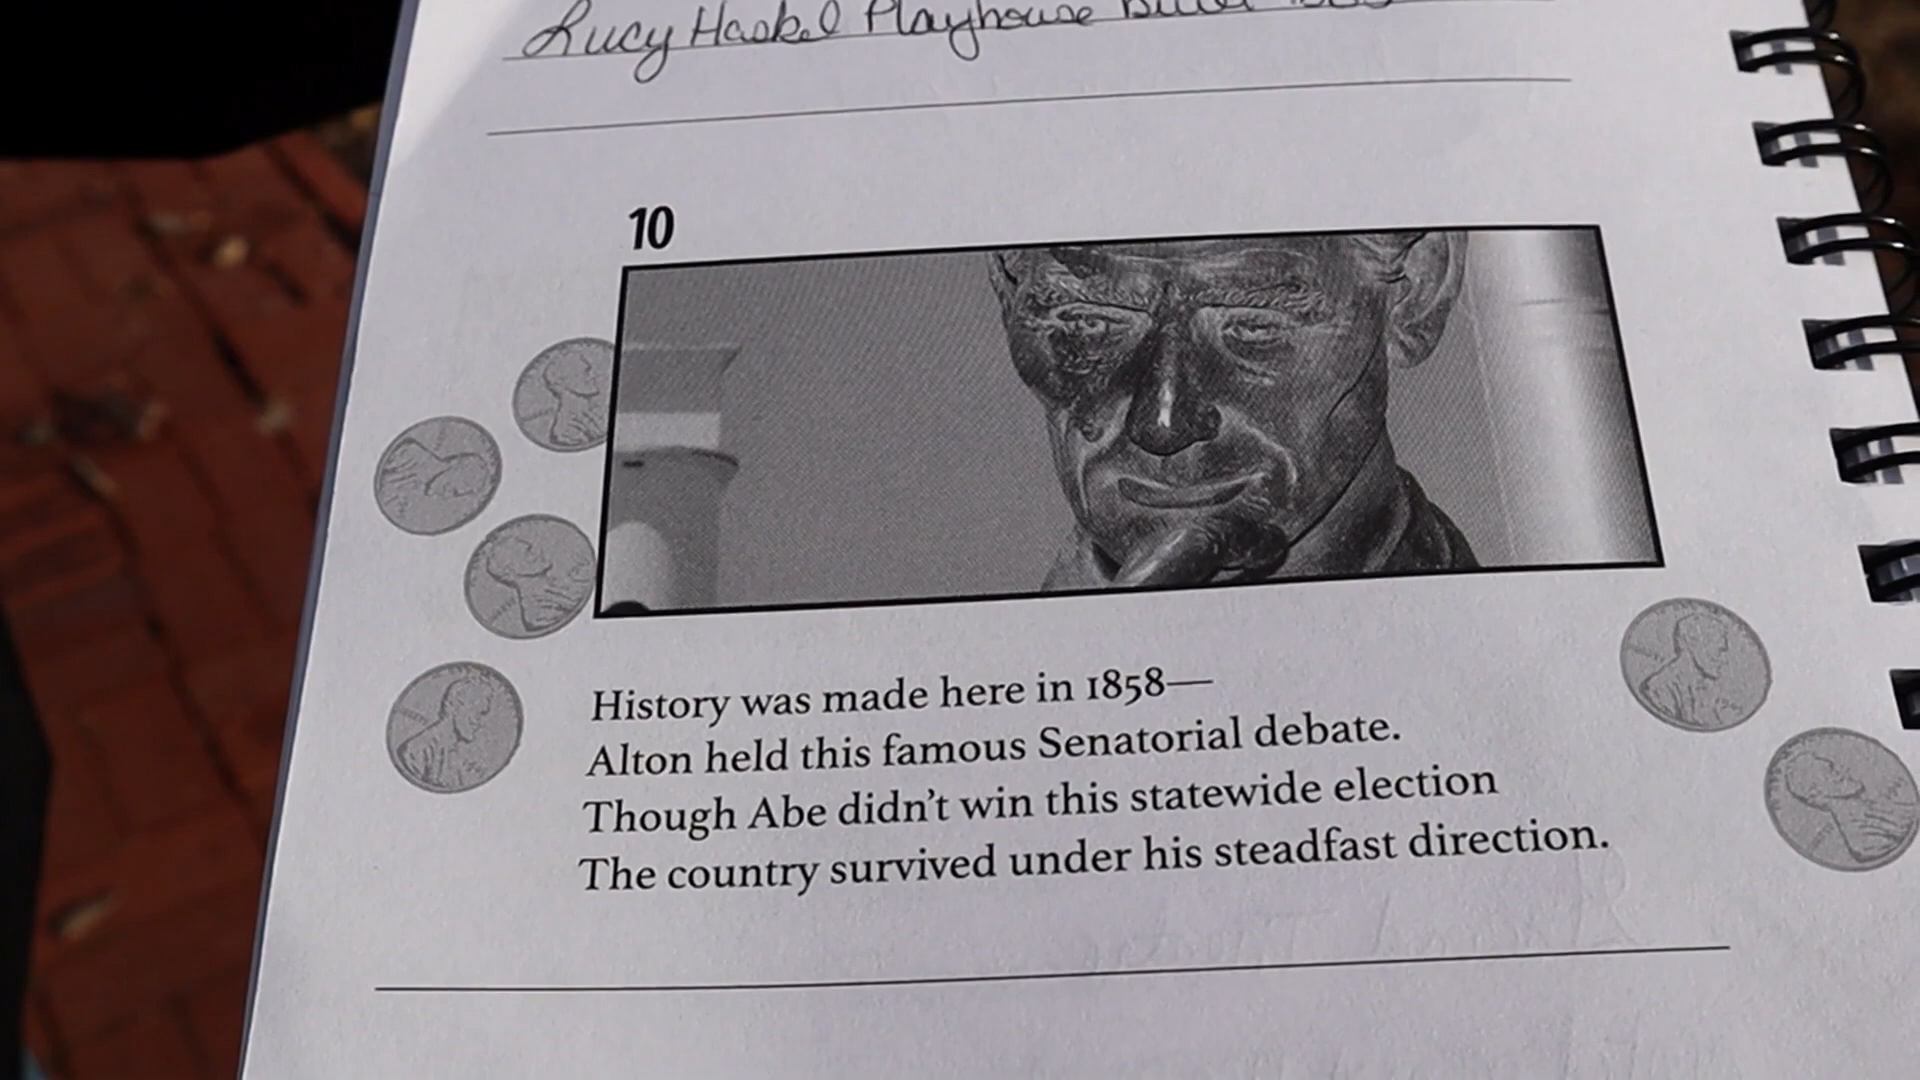 Lucy Haskel Playhouse
10
History was made here in 1858—
Alton held this famous Senatorial debate.
Though Abe didn't win this statewide election
The country survived under his steadfast direction.